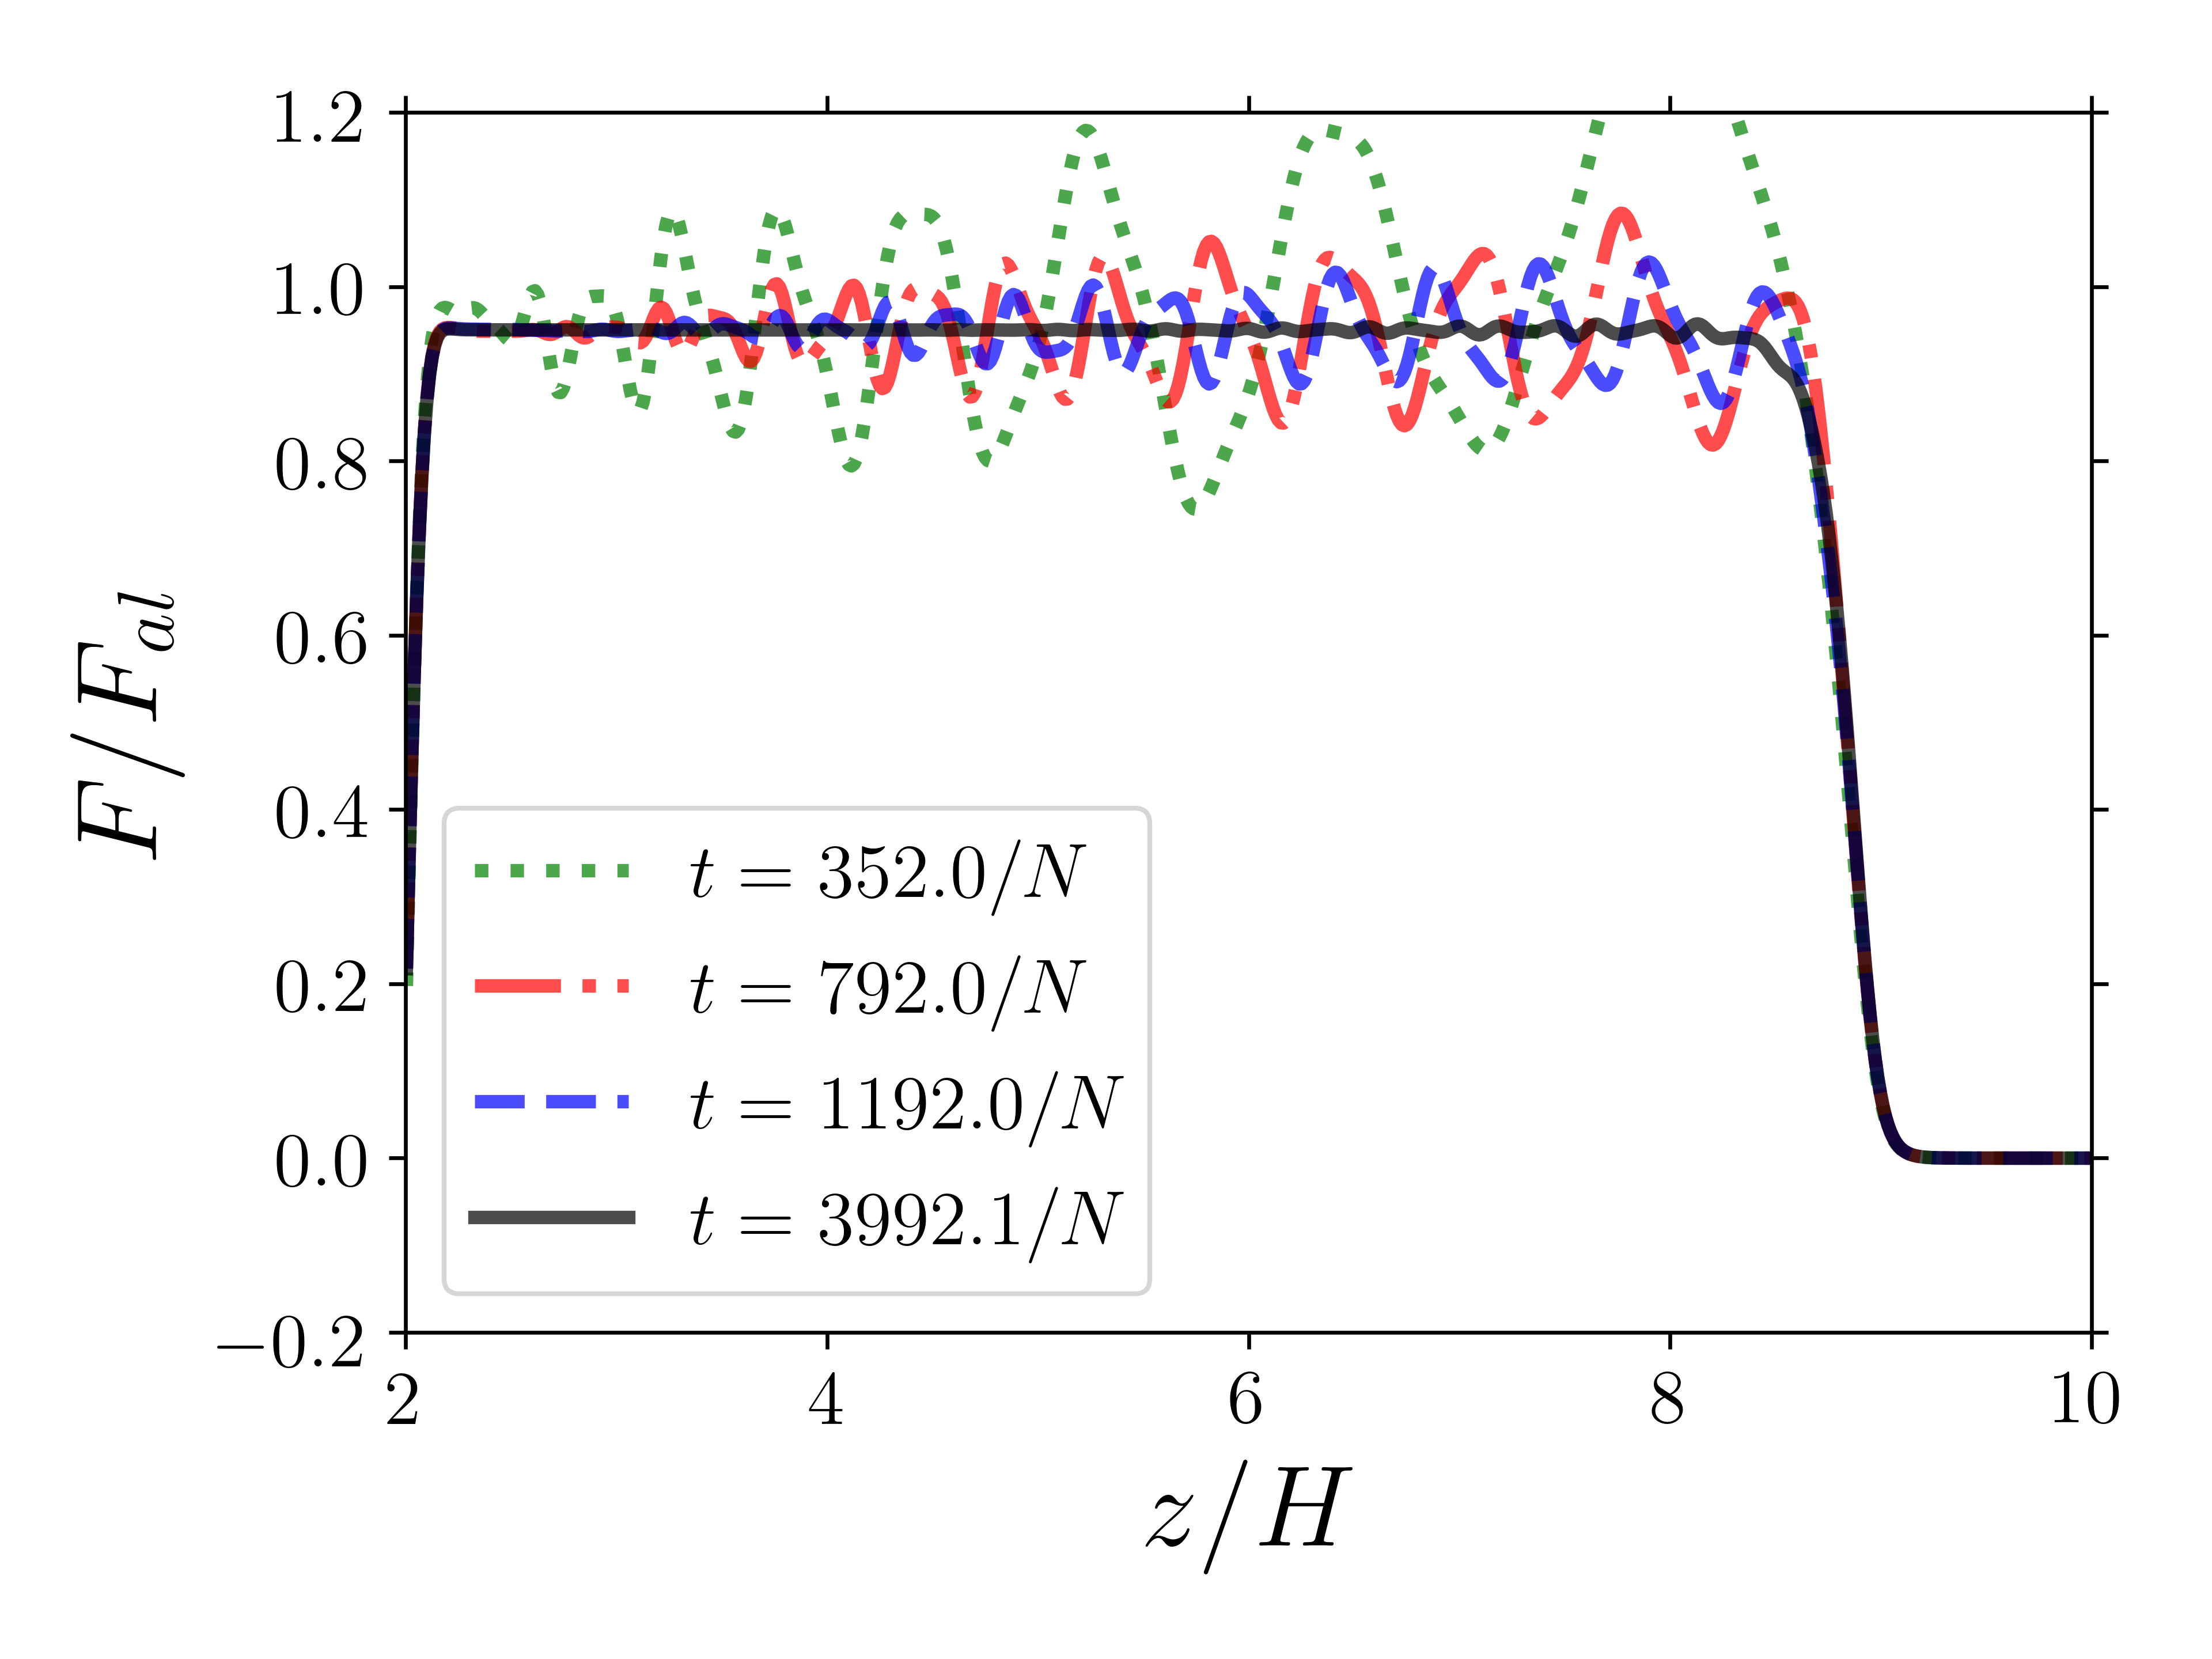 1.2
1.0
0.8
0.6
0.4
0.2
0.0
−0.2
F/F_{al}
t = 352.0/N
t = 792.0/N
t = 1192.0/N
t = 3992.1/N
2 4 6 8 10
z/H